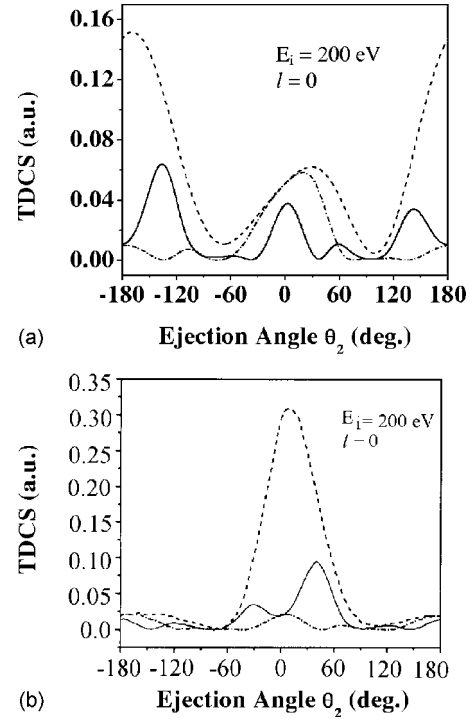 0.16
0.12
0.08
0.04
0.00
TDCS (a.u.)
E_i = 200 eV
l = 0
-180 -120 -60 0 60 120 180
(a) Ejection Angle θ_2 (deg.)
0.35
0.30
0.25
0.20
0.15
0.10
0.05
0.0
TDCS (a.u.)
E_i = 200 eV
l = 0
-180 -120 -60 0 60 120 180
(b) Ejection Angle θ_2 (deg.)